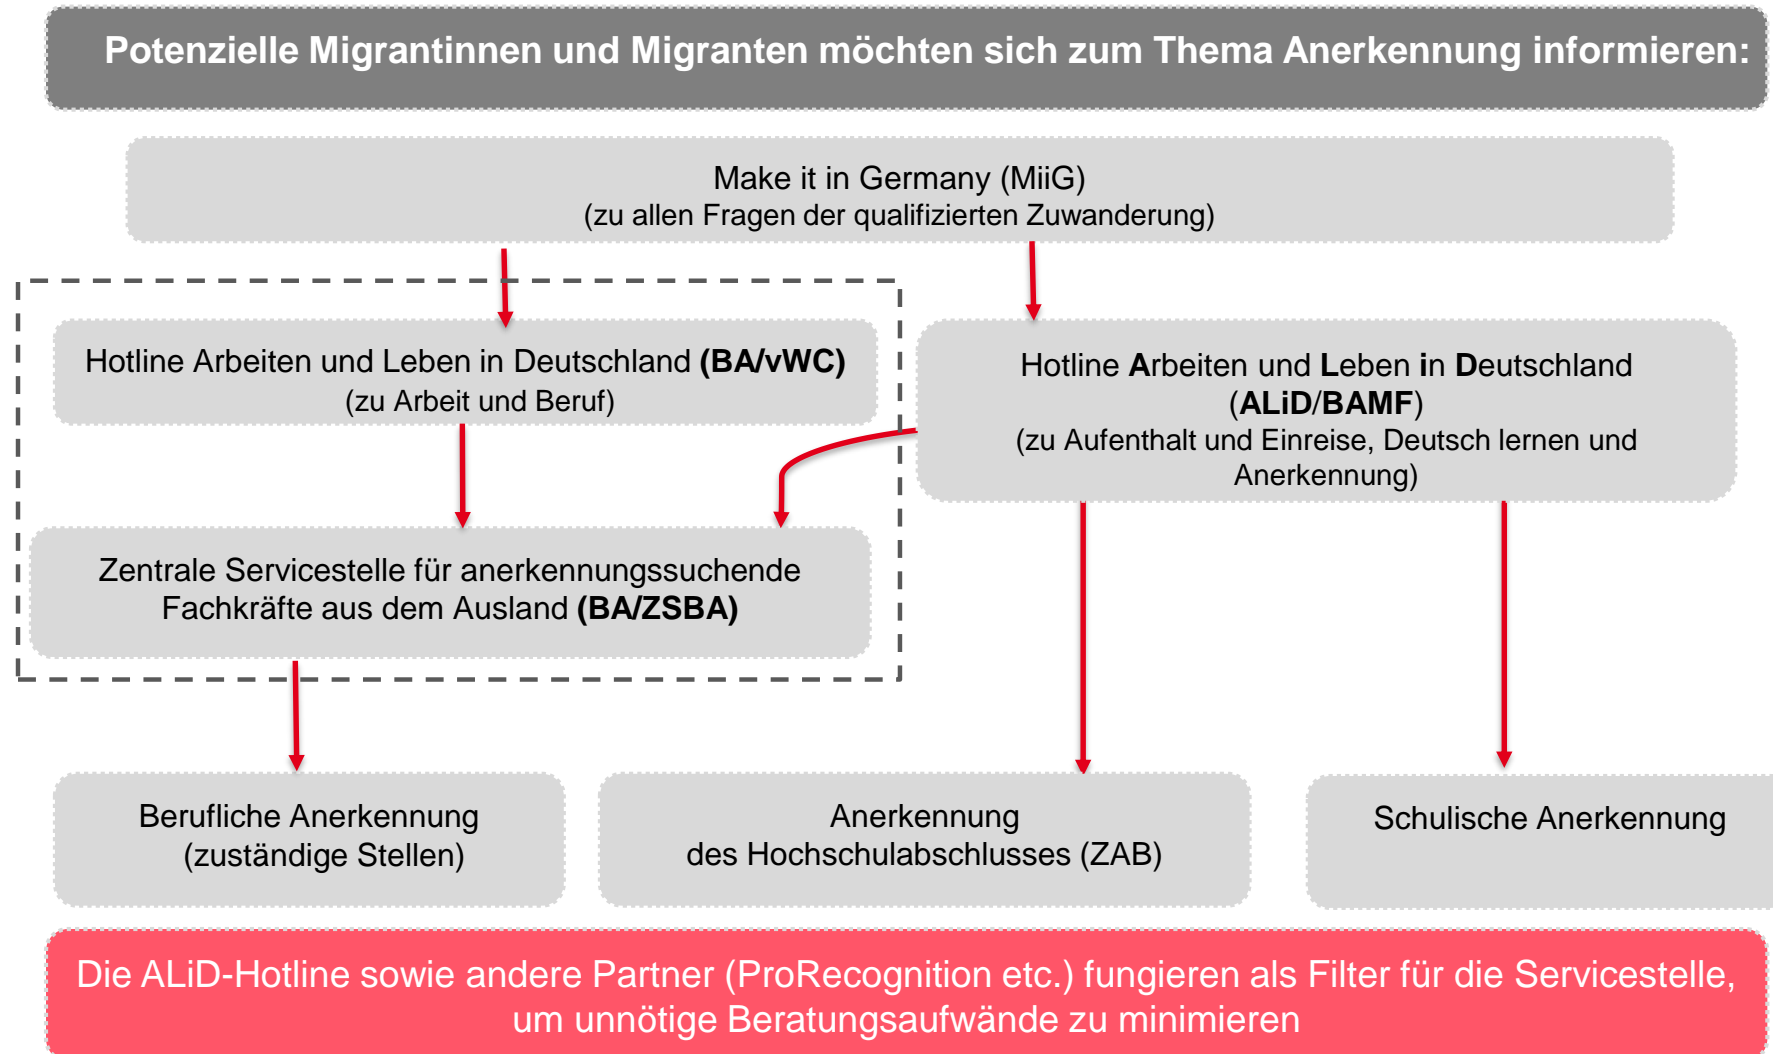 Potenzielle Migrantinnen und Migranten möchten sich zum Thema Anerkennung informieren:
Make it in Germany (MiiG)
(zu allen Fragen der qualifizierten Zuwanderung)
Hotline Arbeiten und Leben in Deutschland (BA/vWC)
(zu Arbeit und Beruf)
Hotline Arbeiten und Leben in Deutschland
(ALiD/BAMF)
(zu Aufenthalt und Einreise, Deutsch lernen und
Anerkennung)
Zentrale Servicestelle für anerkennungssuchende
Fachkräfte aus dem Ausland (BA/ZSBA)
Berufliche Anerkennung
(zuständige Stellen)
Anerkennung
des Hochschulabschlusses (ZAB)
Schulische Anerkennung
Die ALiD-Hotline sowie andere Partner (ProRecognition etc.) fungieren als Filter für die Servicestelle,
um unnötige Beratungsaufwände zu minimieren